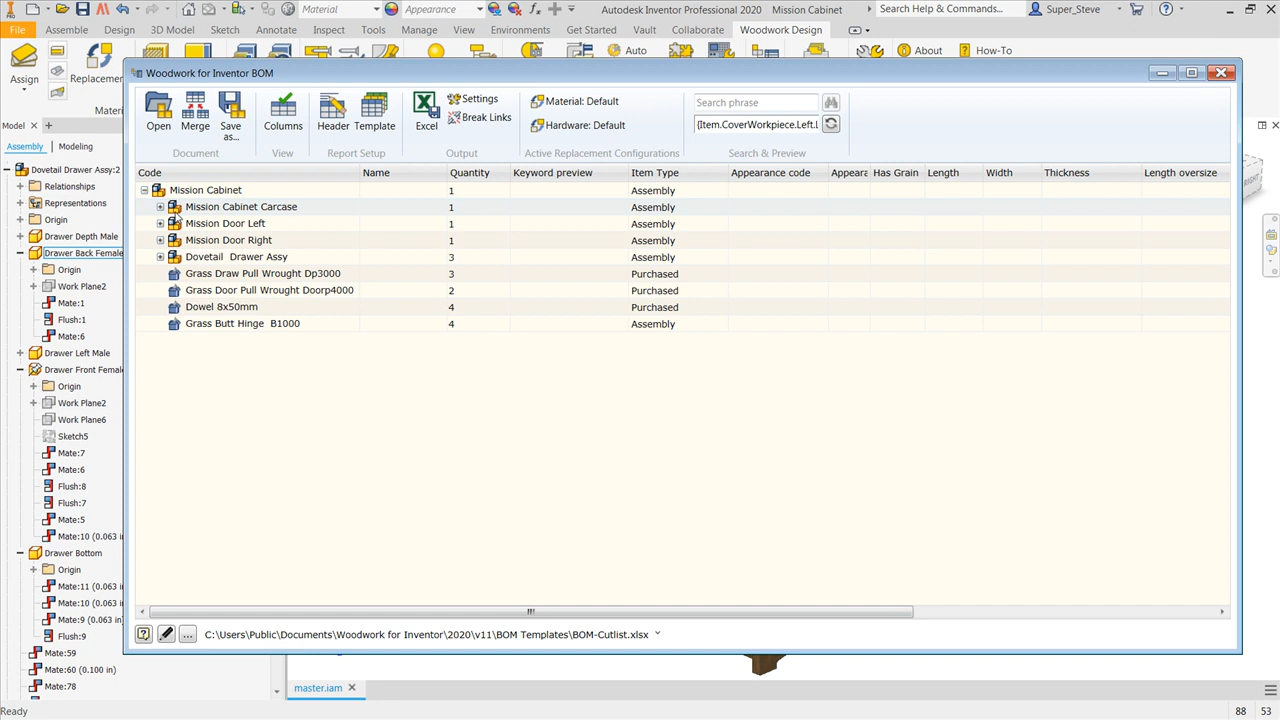 PRO
Material
Appearance
Autodesk Inventor Professional 2020 Mission Cabinet
Search Help & Commands...
Super_Steve
File Assemble Design 3D Model Sketch Annotate Inspect Tools Manage View Environments Get Started Vault Collaborate Woodwork Design
Assign
Replacemen
Auto
About
How-To
Materi
Model
Assembly Modeling
Dovetail Drawer Assy:2
Relationships
Representations
Origin
Drawer Depth Male
Drawer Back Female
Origin
Work Plane2
Mate:1
Flush:1
Mate:6
Drawer Left Male
Drawer Front Fema
Origin
Work Plane2
Work Plane6
Sketch5
Mate:7
Mate:6
Flush:8
Flush:7
Mate:5
Mate:10 (0.063 i
Drawer Bottom
Origin
Mate:11 (0.063 i
Mate:10 (0.063 i
Mate:9 (0.063 in
Flush:9
Mate:59
Mate:60 (0.100 in)
Mate:78
Woodwork for Inventor BOM
Open Merge Save as...
Document
Columns
View
Header Template
Report Setup
Excel
Settings
Break Links
Output
Material: Default
Hardware: Default
Active Replacement Configurations
Search phrase
{Item.CoverWorkpiece.Left.L
Search & Preview
Code Name Quantity Keyword preview Item Type Appearance code Appeara Has Grain Length Width Thickness Length oversize
Mission Cabinet 1 Assembly
Mission Cabinet Carcase 1 Assembly
Mission Door Left 1 Assembly
Mission Door Right 1 Assembly
Dovetail Drawer Assy 3 Assembly
Grass Draw Pull Wrought Dp3000 3 Purchased
Grass Door Pull Wrought Doorp4000 2 Purchased
Dowel 8x50mm 4 Purchased
Grass Butt Hinge B1000 4 Assembly
C:\Users\Public\Documents\Woodwork for Inventor\2020\v11\BOM Templates\BOM-Cutlist.xlsx
RIGHT
master.iam
Ready
88 53